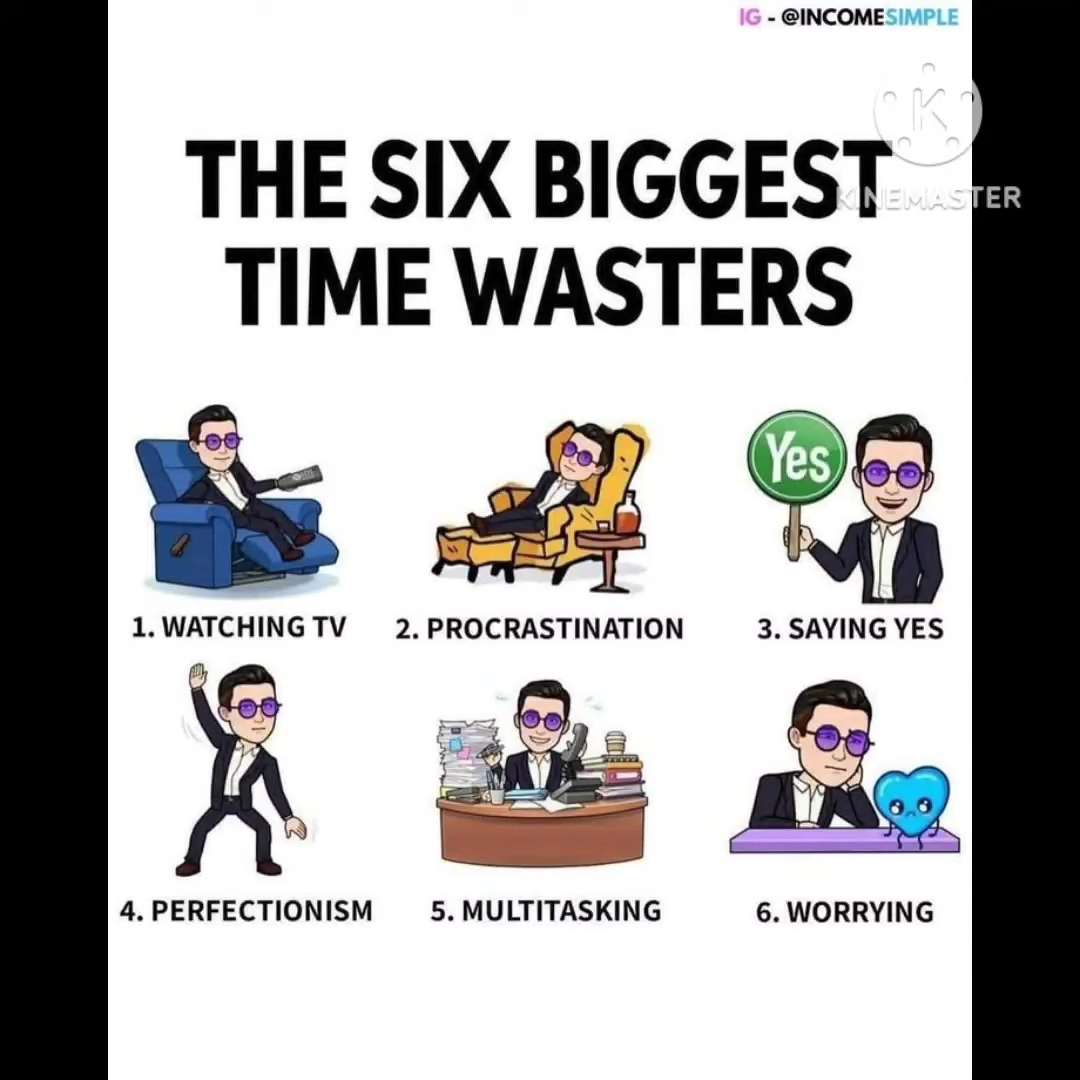 IG - @INCOMESIMPLE
K
KINEMASTER
THE SIX BIGGEST
TIME WASTERS
Yes
1. WATCHING TV
2. PROCRASTINATION
3. SAYING YES
4. PERFECTIONISM
5. MULTITASKING
6. WORRYING